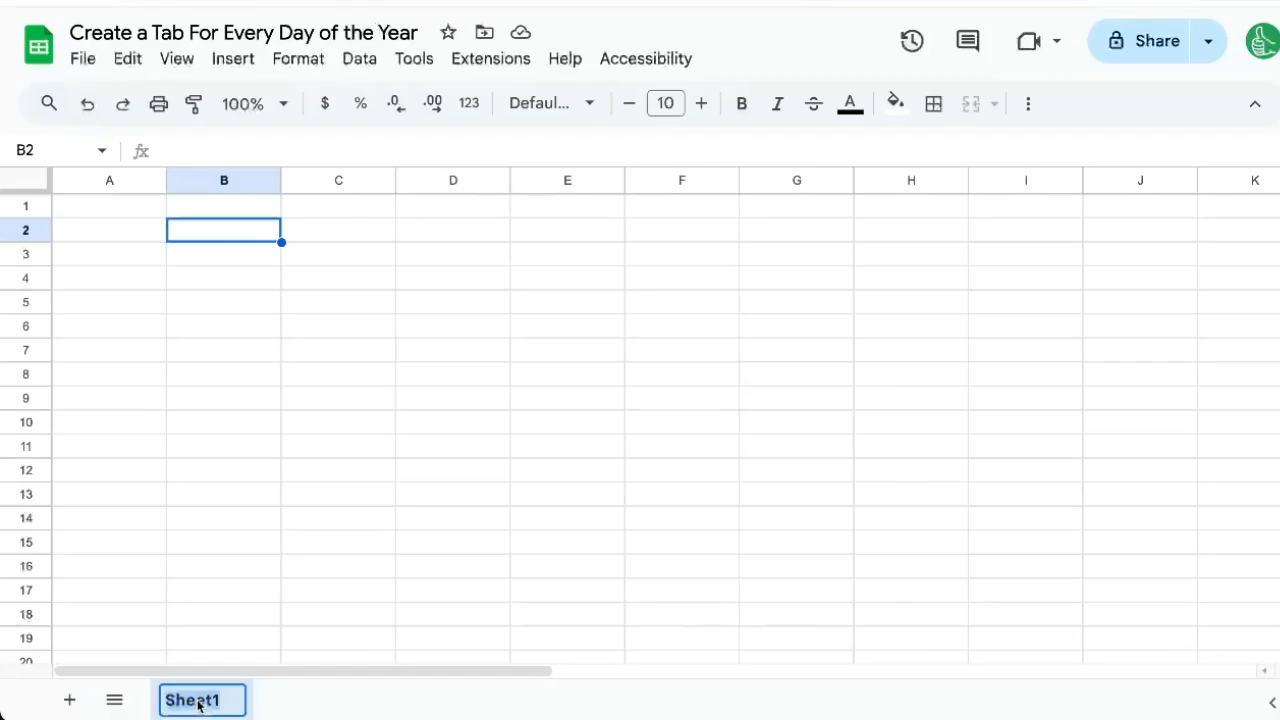 Create a Tab For Every Day of the Year
File Edit View Insert Format Data Tools Extensions Help Accessibility
Share
100% $ % .0 .00 123 Defaul... − 10 + B I S A
B2 fx
A B C D E F G H I J K
1
2
3
4
5
6
7
8
9
10
11
12
13
14
15
16
17
18
19
20
+ Sheet1